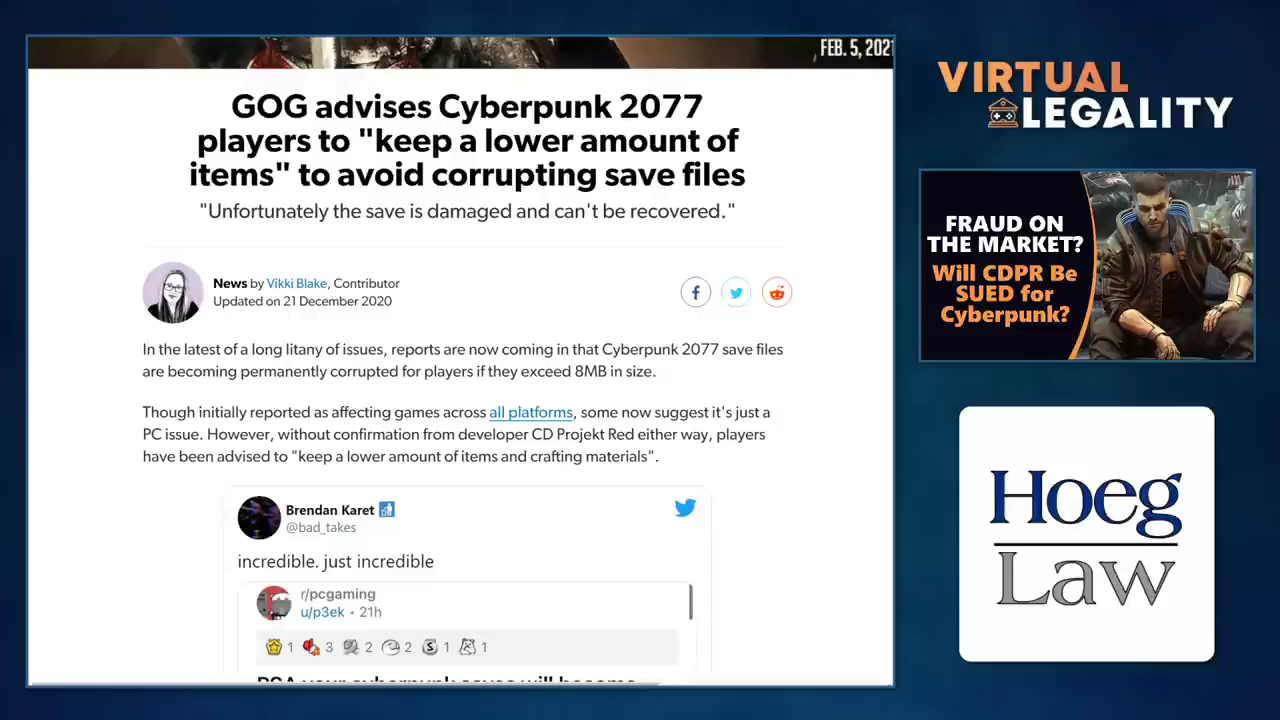 FEB. 5, 2021
GOG advises Cyberpunk 2077
players to "keep a lower amount of
items" to avoid corrupting save files
"Unfortunately the save is damaged and can't be recovered."
News by Vikki Blake, Contributor
Updated on 21 December 2020
In the latest of a long litany of issues, reports are now coming in that Cyberpunk 2077 save files
are becoming permanently corrupted for players if they exceed 8MB in size.
Though initially reported as affecting games across all platforms, some now suggest it's just a
PC issue. However, without confirmation from developer CD Projekt Red either way, players
have been advised to "keep a lower amount of items and crafting materials".
Brendan Karet
@bad_takes
incredible. just incredible
r/pcgaming
u/p3ek • 21h
1 3 2 2 1 1
PSA your cyberpunk saves will become
VIRTUAL
LEGALITY
FRAUD ON
THE MARKET?
Will CDPR Be
SUED for
Cyberpunk?
Hoeg
Law